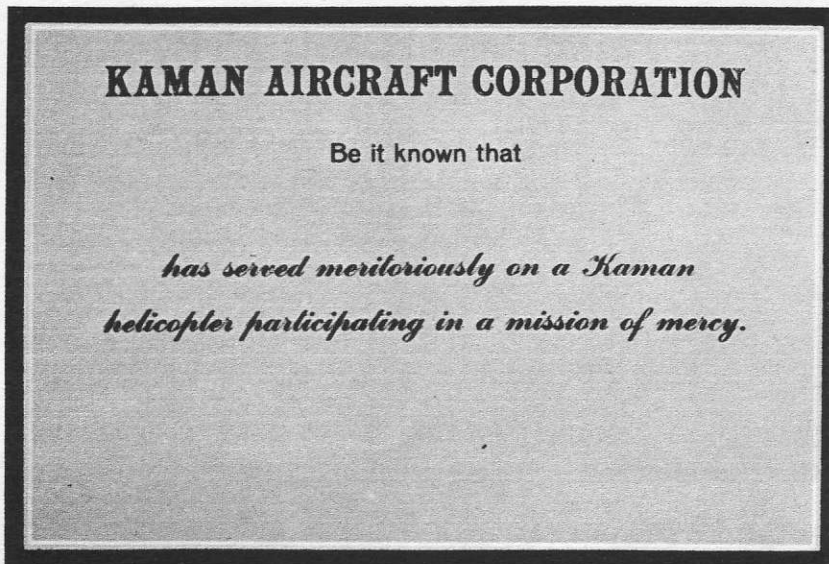 KAMAN AIRCRAFT CORPORATION
Be it known that
has served meritoriously on a Kaman
helicopter participating in a mission of mercy.